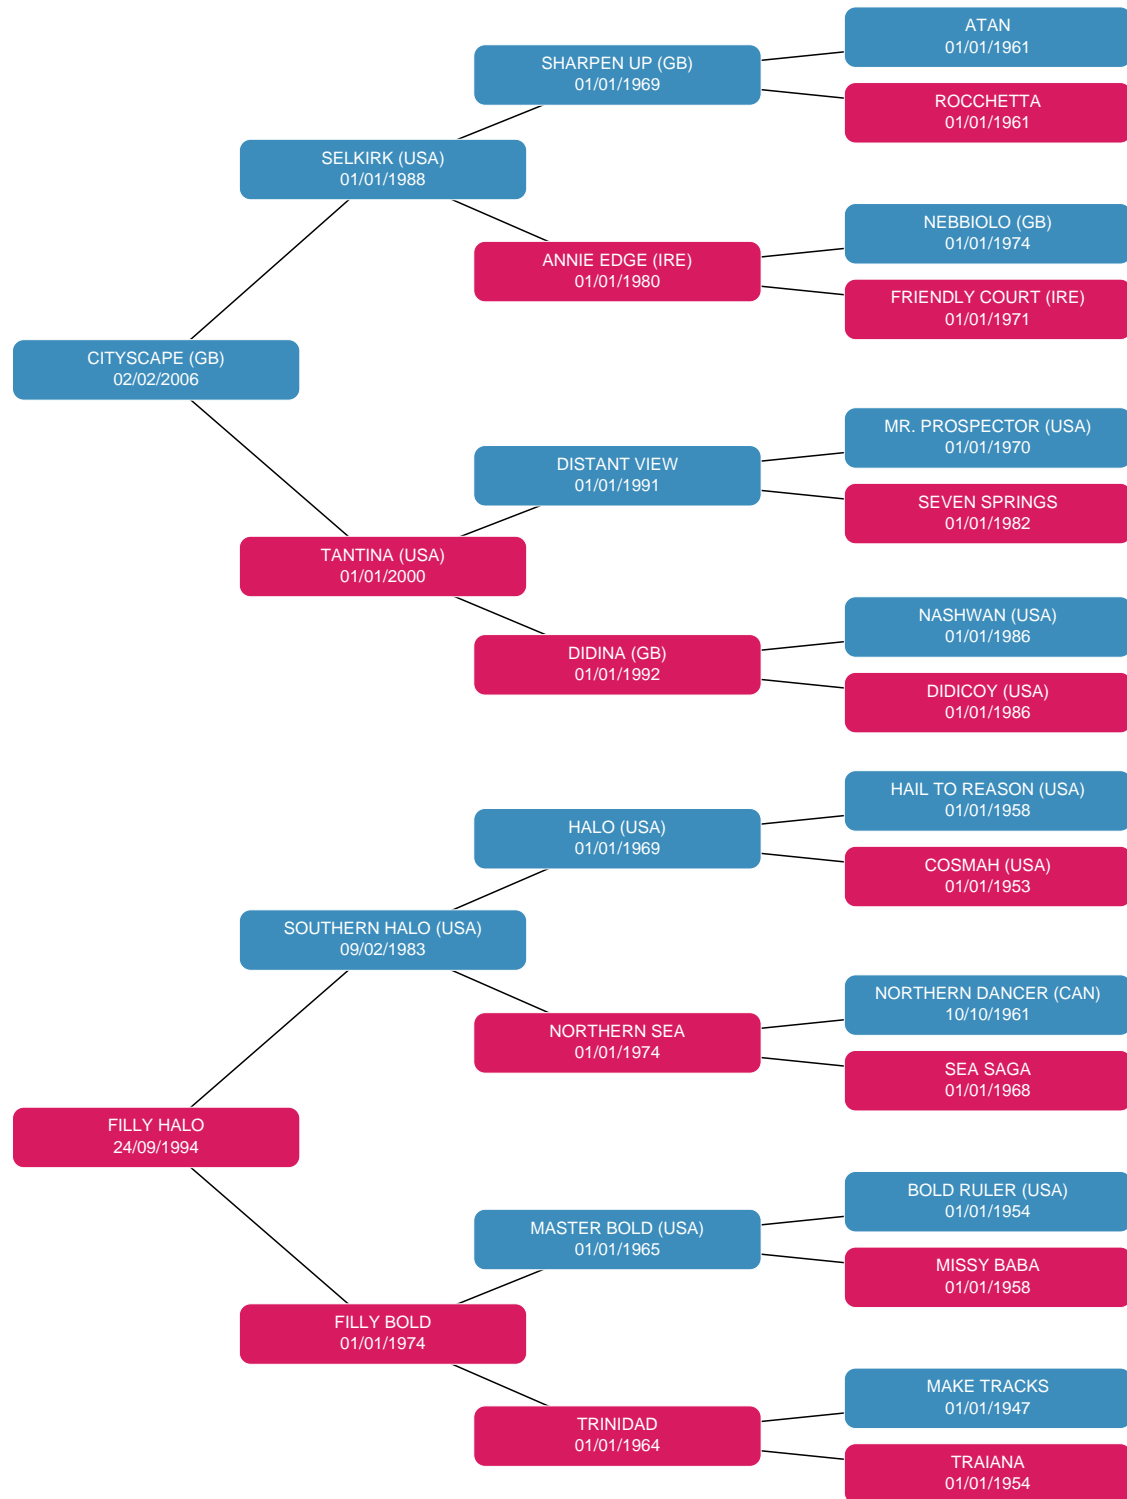 ATAN
01/01/1961
SHARPEN UP (GB)
01/01/1969
ROCCHETTA
01/01/1961
SELKIRK (USA)
01/01/1988
NEBBIOLO (GB)
01/01/1974
ANNIE EDGE (IRE)
01/01/1980
FRIENDLY COURT (IRE)
01/01/1971
CITYSCAPE (GB)
02/02/2006
MR. PROSPECTOR (USA)
01/01/1970
DISTANT VIEW
01/01/1991
SEVEN SPRINGS
01/01/1982
TANTINA (USA)
01/01/2000
NASHWAN (USA)
01/01/1986
DIDINA (GB)
01/01/1992
DIDICOY (USA)
01/01/1986
HAIL TO REASON (USA)
01/01/1958
HALO (USA)
01/01/1969
COSMAH (USA)
01/01/1953
SOUTHERN HALO (USA)
09/02/1983
NORTHERN DANCER (CAN)
10/10/1961
NORTHERN SEA
01/01/1974
SEA SAGA
01/01/1968
FILLY HALO
24/09/1994
BOLD RULER (USA)
01/01/1954
MASTER BOLD (USA)
01/01/1965
MISSY BABA
01/01/1958
FILLY BOLD
01/01/1974
MAKE TRACKS
01/01/1947
TRINIDAD
01/01/1964
TRAIANA
01/01/1954